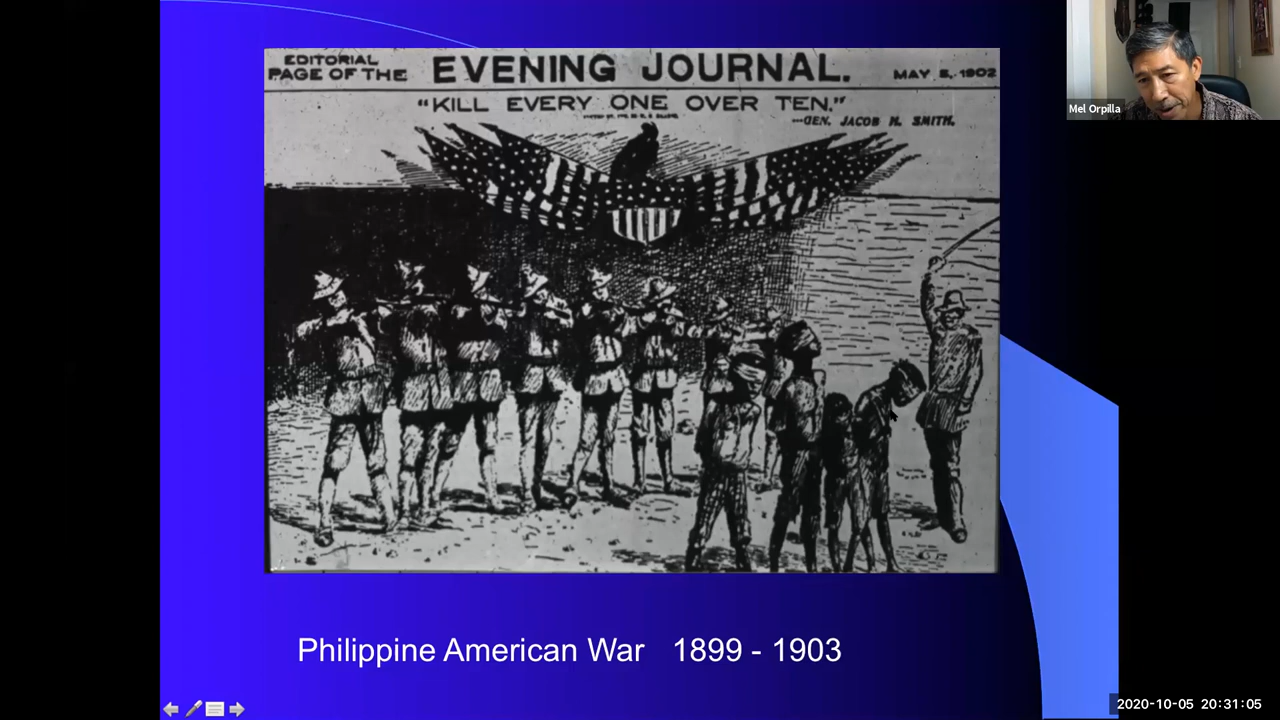 EDITORIAL
PAGE OF THE
EVENING JOURNAL.
MAY 5, 1902
"KILL EVERY ONE OVER TEN."
—GEN. JACOB H. SMITH.
Mel Orpilla
Philippine American War 1899 - 1903
2020-10-05 20:31:05